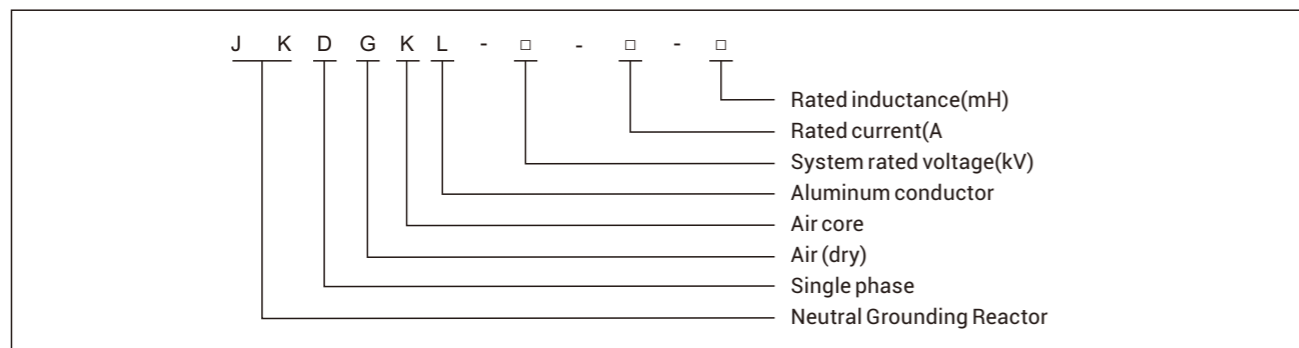 J K D G K L - □ - □ - □
Rated inductance(mH)
Rated current(A
System rated voltage(kV)
Aluminum conductor
Air core
Air (dry)
Single phase
Neutral Grounding Reactor